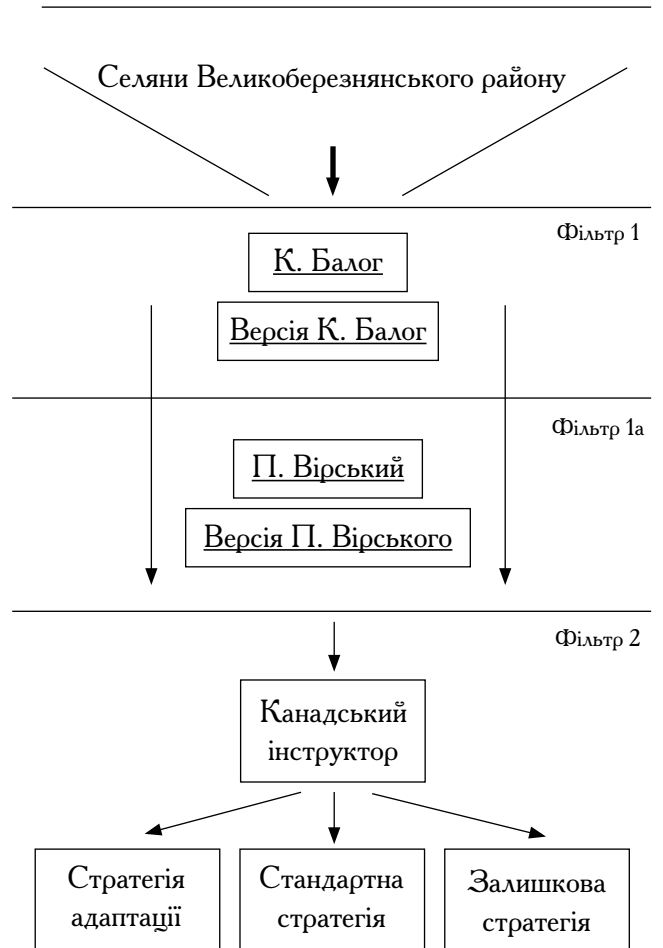 Селяни Великоберезнянського району
Фільтр 1
К. Балог
Версія К. Балог
Фільтр 1а
П. Вірський
Версія П. Вірського
Фільтр 2
Канадський
інструктор
Стратегія
адаптації
Стандартна
стратегія
Залишкова
стратегія